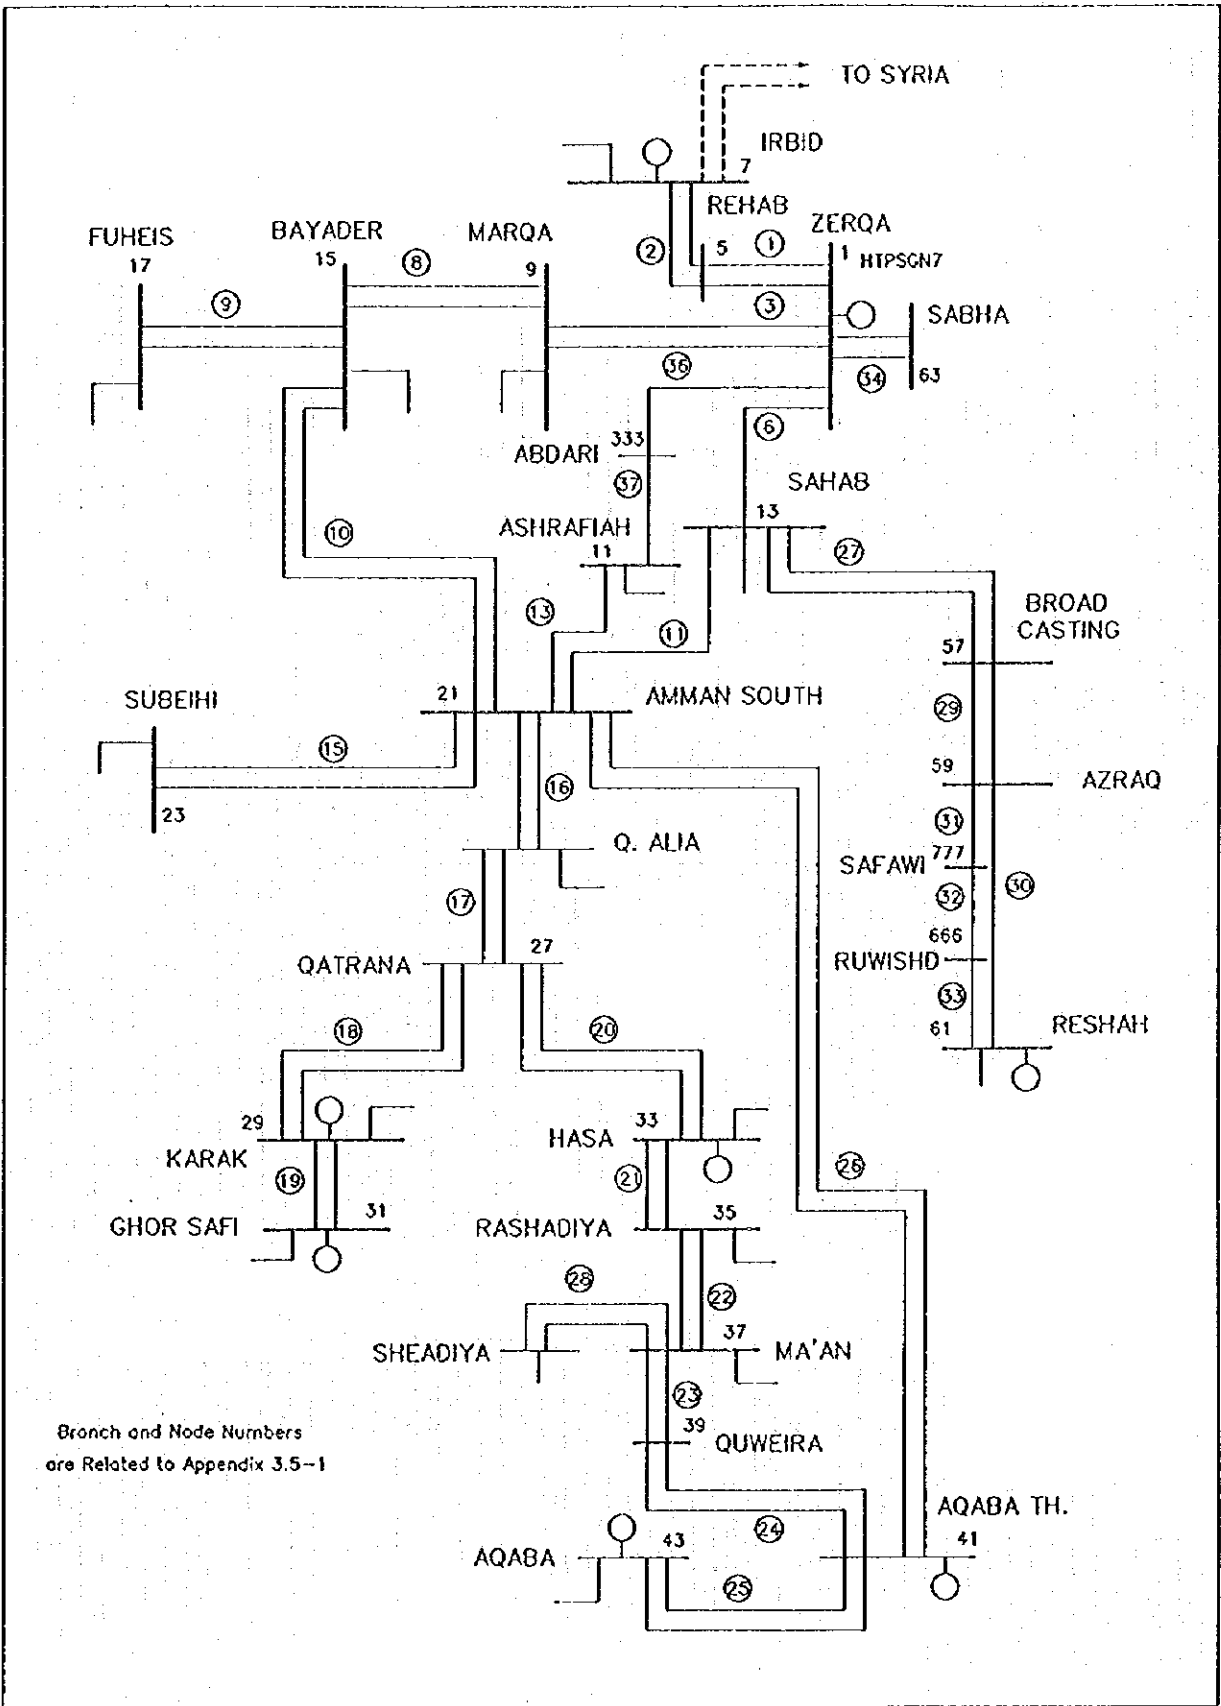 TO SYRIA
IRBID
7
REHAB
ZERQA
FUHEIS
BAYADER
MARQA
17
15
8
9
2
5
1
1
HTPSGN7
9
3
SABHA
36
34
63
6
ABDARI
333
37
SAHAB
10
ASHRAFIAH
11
13
27
13
11
BROAD
CASTING
57
SUBEIHI
21
AMMAN SOUTH
29
15
59
AZRAQ
16
23
31
Q. ALIA
SAFAWI
777
30
17
32
666
QATRANA
27
RUWISHD
33
18
20
61
RESHAH
29
33
KARAK
HASA
26
19
21
GHOR SAFI
31
RASHADIYA
35
28
22
SHEADIYA
37
MA'AN
23
39
QUWEIRA
Branch and Node Numbers
are Related to Appendix 3.5-1
AQABA TH.
24
AQABA
43
41
25